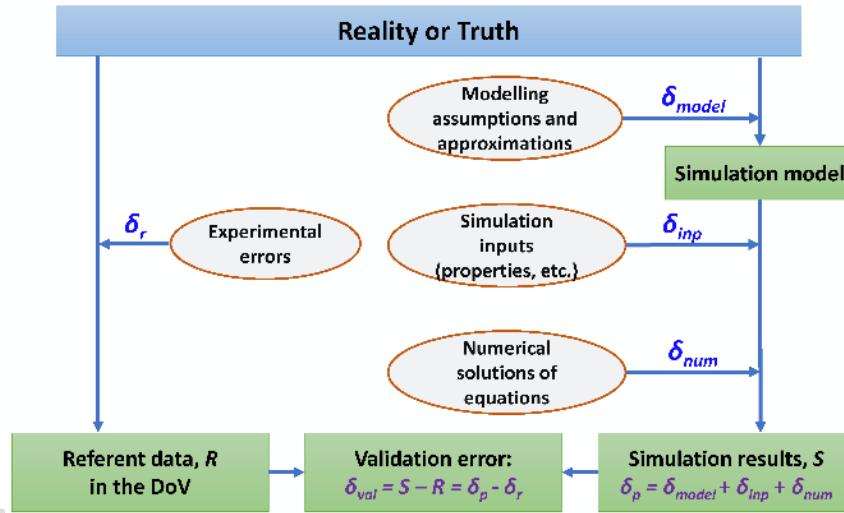 Reality or Truth
Modelling
assumptions and
approximations
δmodel
Simulation model
δr
Experimental
errors
Simulation
inputs
(properties, etc.)
δinp
Numerical
solutions of
equations
δnum
Referent data, R
in the DoV
Validation error:
δval = S – R = δp - δr
Simulation results, S
δp = δmodel + δinp + δnum